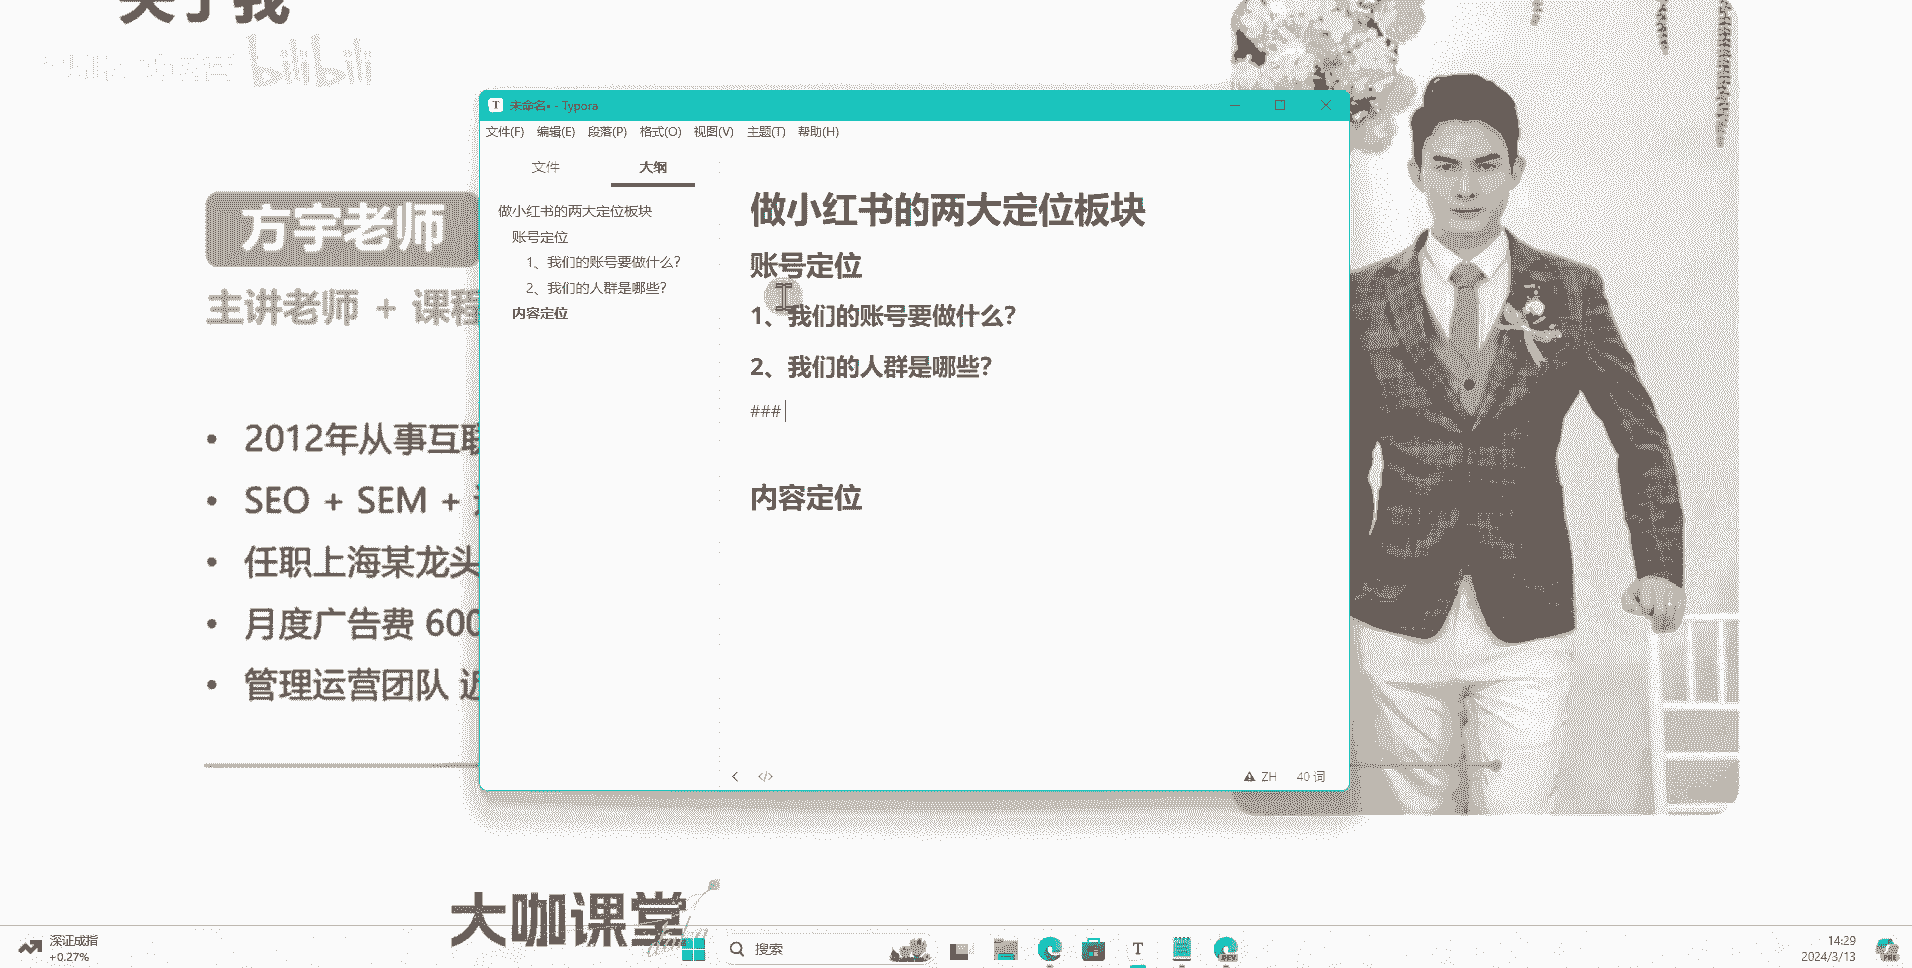 关于我
bilibili
未命名• - Typora
文件(F) 编辑(E) 段落(P) 格式(O) 视图(V) 主题(T) 帮助(H)
文件 大纲
做小红书的两大定位板块
账号定位
1、我们的账号要做什么？
2、我们的人群是哪些？
内容定位
做小红书的两大定位板块
账号定位
1、我们的账号要做什么？
2、我们的人群是哪些？
###
内容定位
</> ZH 40 词
方宇老师
主讲老师 + 课程
2012年从事互联
SEO + SEM +
任职上海某龙头
月度广告费 600
管理运营团队 近
大咖课堂
深证成指
+0.27%
搜索
14:29
2024/3/13